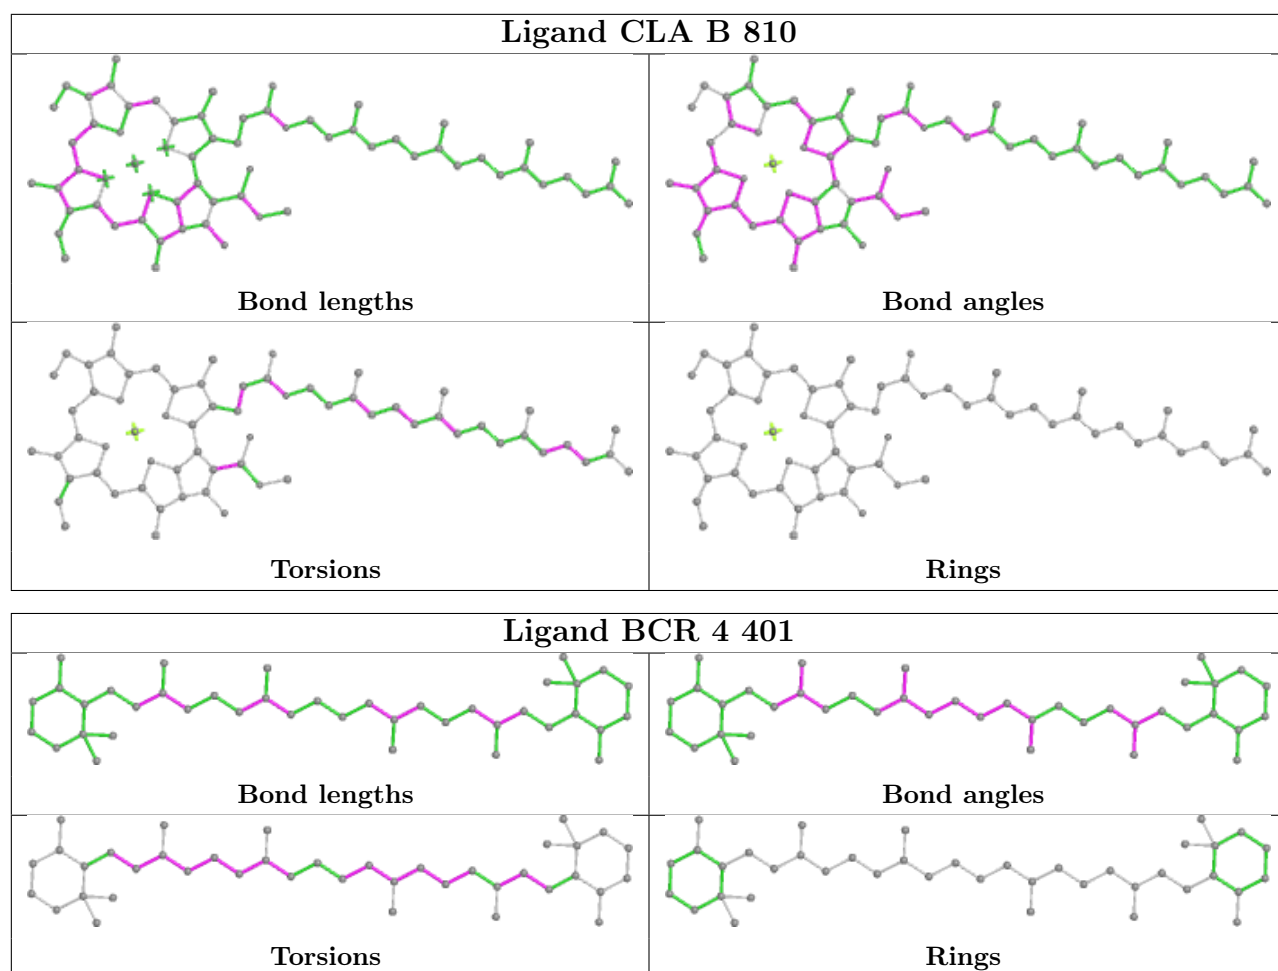 Ligand CLA B 810
Bond lengths
Bond angles
Torsions
Rings
Ligand BCR 4 401
Bond lengths
Bond angles
Torsions
Rings